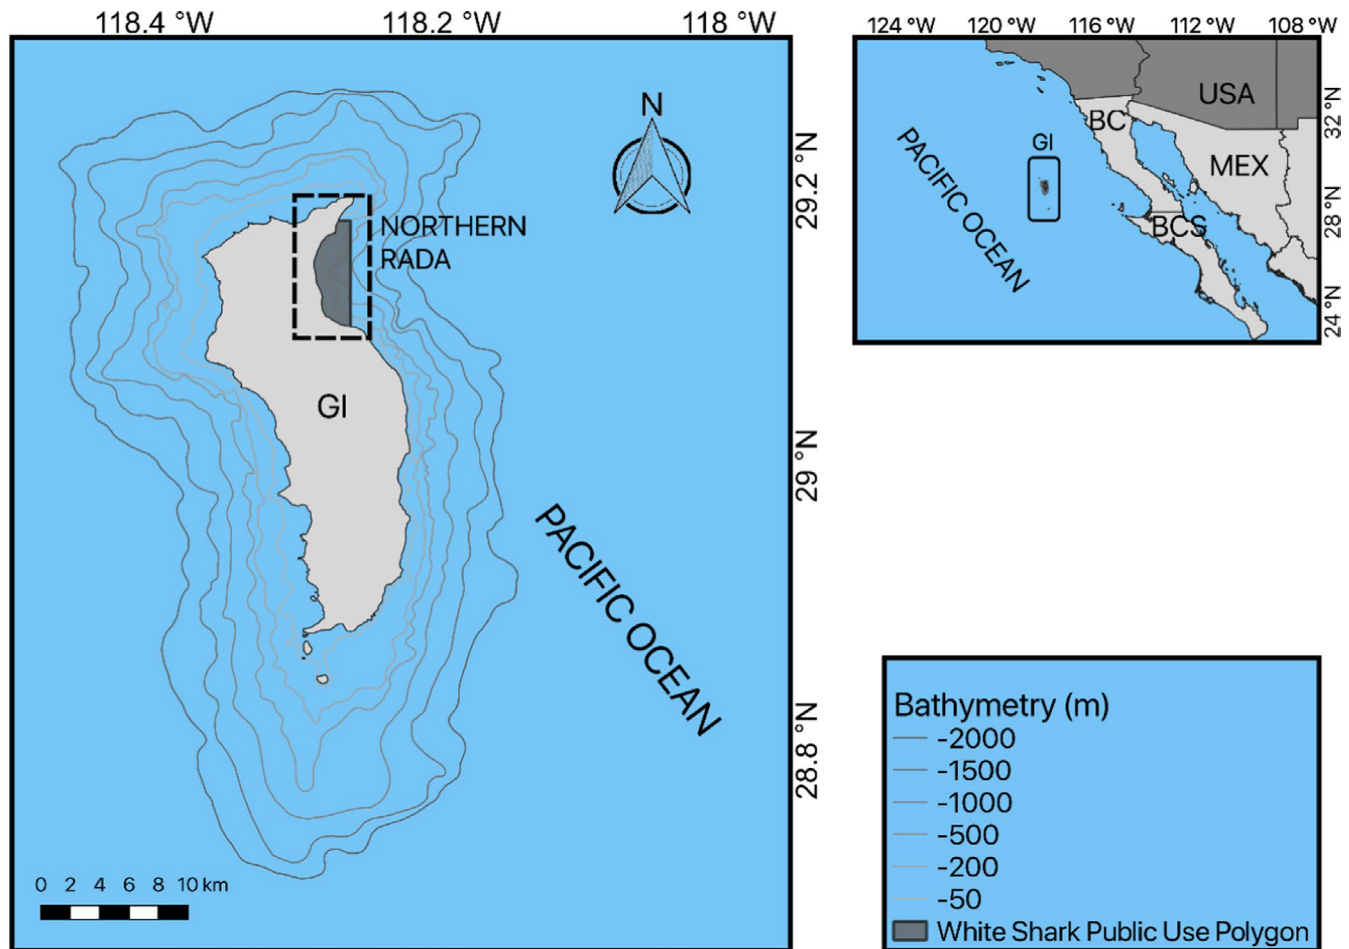 118.4 °W 118.2 °W 118 °W
N
29.2 °N
NORTHERN
RADA
GI
29 °N
PACIFIC OCEAN
28.8 °N
0 2 4 6 8 10 km
124 °W 120 °W 116 °W 112 °W 108 °W
USA
32 °N
BC
GI
MEX
PACIFIC OCEAN
28 °N
BCS
24 °N
Bathymetry (m)
-2000
-1500
-1000
-500
-200
-50
White Shark Public Use Polygon